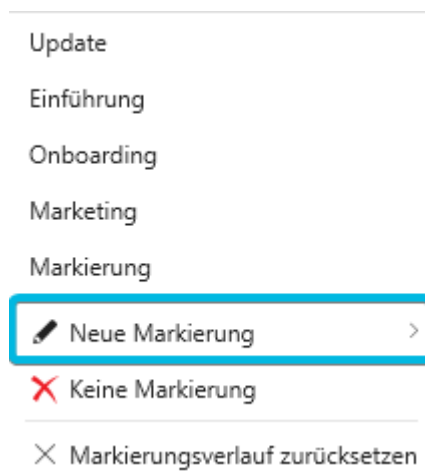 Update
Einführung
Onboarding
Marketing
Markierung
Neue Markierung
Keine Markierung
Markierungsverlauf zurücksetzen